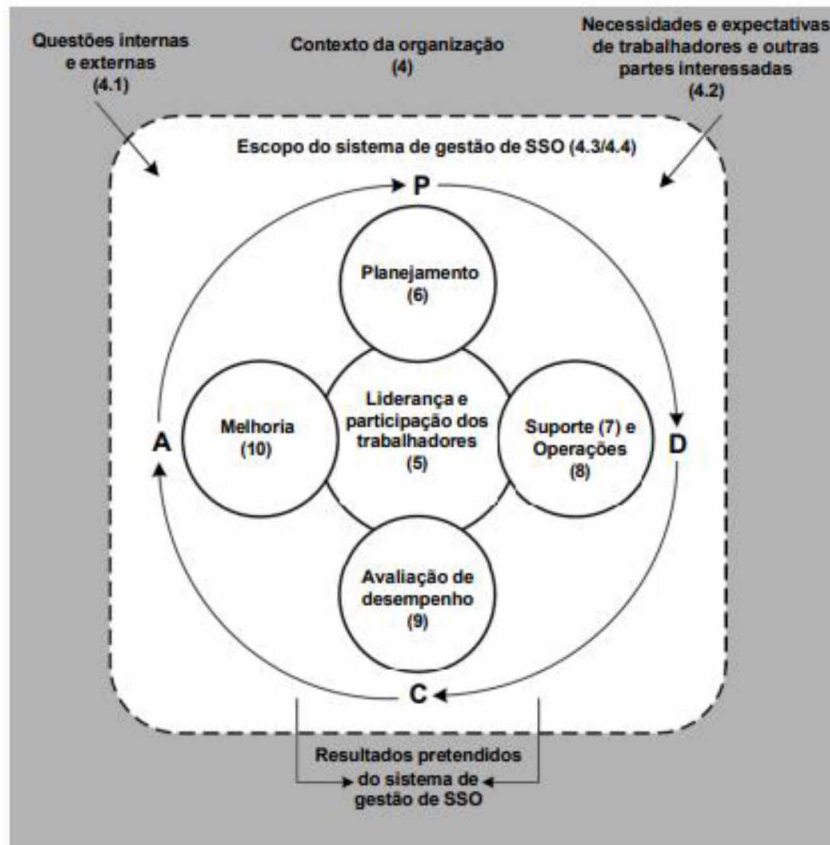 Questões internas
e externas
(4.1)
Contexto da organização
(4)
Necessidades e expectativas
de trabalhadores e outras
partes interessadas
(4.2)
Escopo do sistema de gestão de SSO (4.3/4.4)
P
Planejamento
(6)
A
Melhoria
(10)
Liderança e
participação dos
trabalhadores
(5)
Suporte (7) e
Operações
(8)
D
Avaliação de
desempenho
(9)
C
Resultados pretendidos
do sistema de
gestão de SSO